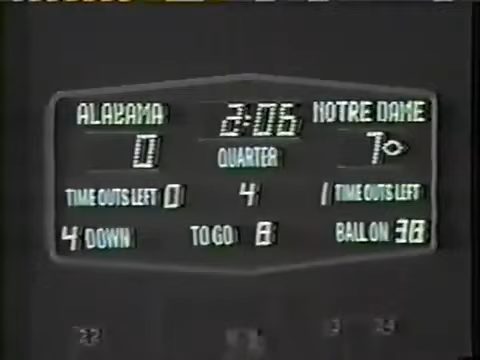 ALABAMA 2:06 NOTRE DAME
0 QUARTER 7
TIME OUTS LEFT 0 4 1 TIME OUTS LEFT
4 DOWN TO GO 8 BALL ON 38
22